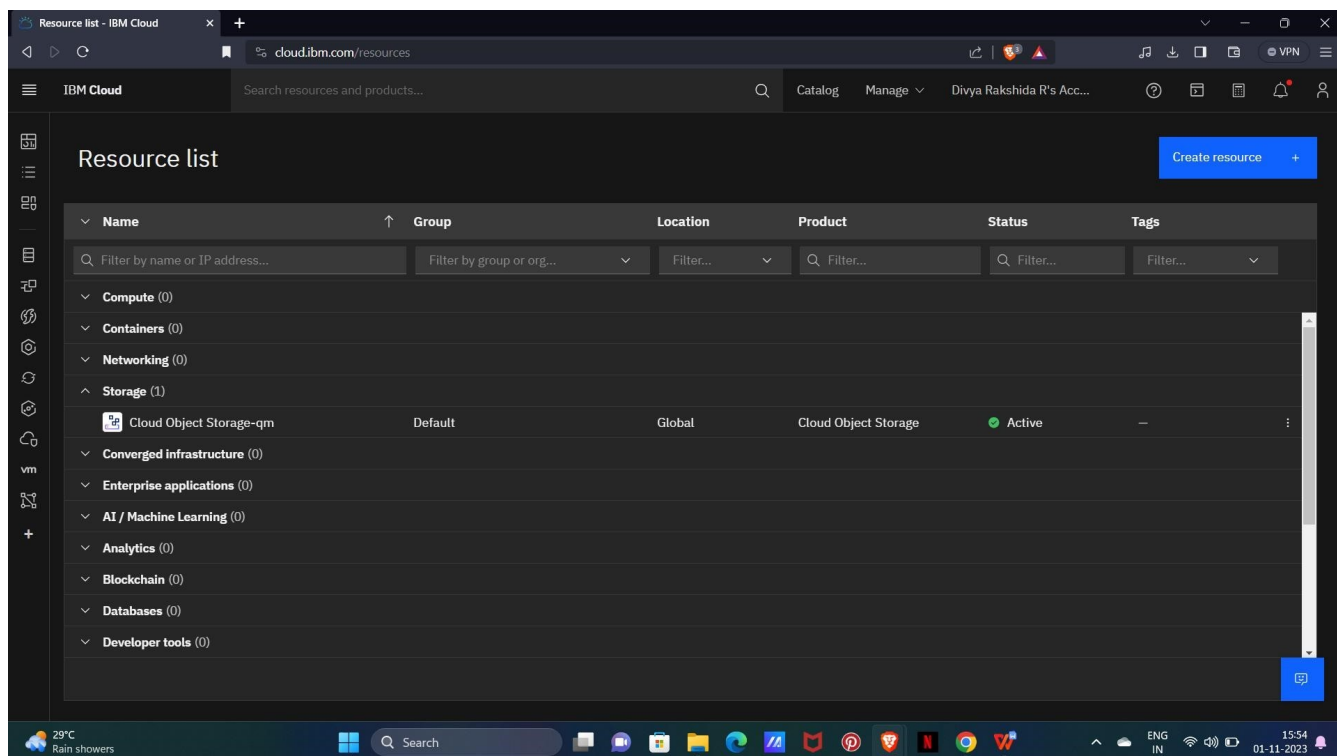 Resource list - IBM Cloud
cloud.ibm.com/resources
3
VPN
IBM Cloud
Search resources and products...
Catalog
Manage
Divya Rakshida R's Acc...
Resource list
Create resource +
Name Group Location Product Status Tags
Filter by name or IP address... Filter by group or org... Filter... Filter... Filter... Filter...
Compute (0)
Containers (0)
Networking (0)
Storage (1)
Cloud Object Storage-qm Default Global Cloud Object Storage Active —
Converged infrastructure (0)
Enterprise applications (0)
vm
AI / Machine Learning (0)
Analytics (0)
Blockchain (0)
Databases (0)
Developer tools (0)
29°C
Rain showers
Search
ENG
IN
15:54
01-11-2023